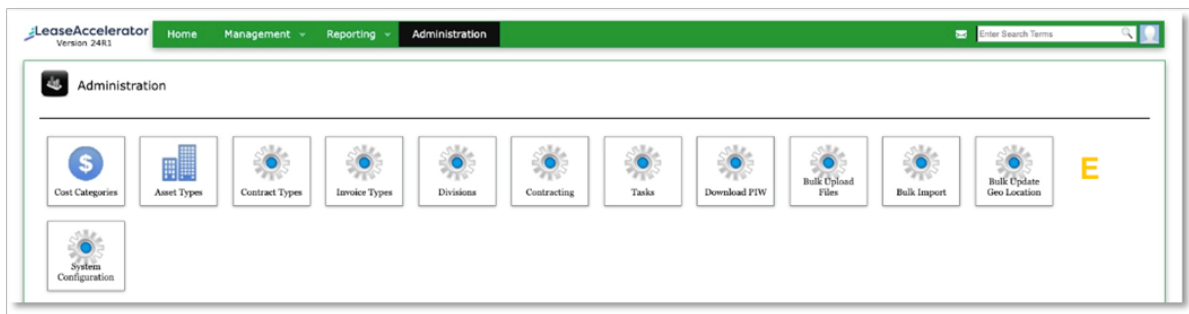 LeaseAccelerator
Version 24R1
Home Management Reporting Administration
Enter Search Terms
Administration
Cost Categories
Asset Types
Contract Types
Invoice Types
Divisions
Contracting
Tasks
Download PIW
Bulk Upload
Files
Bulk Import
Bulk Update
Geo Location
E
System
Configuration